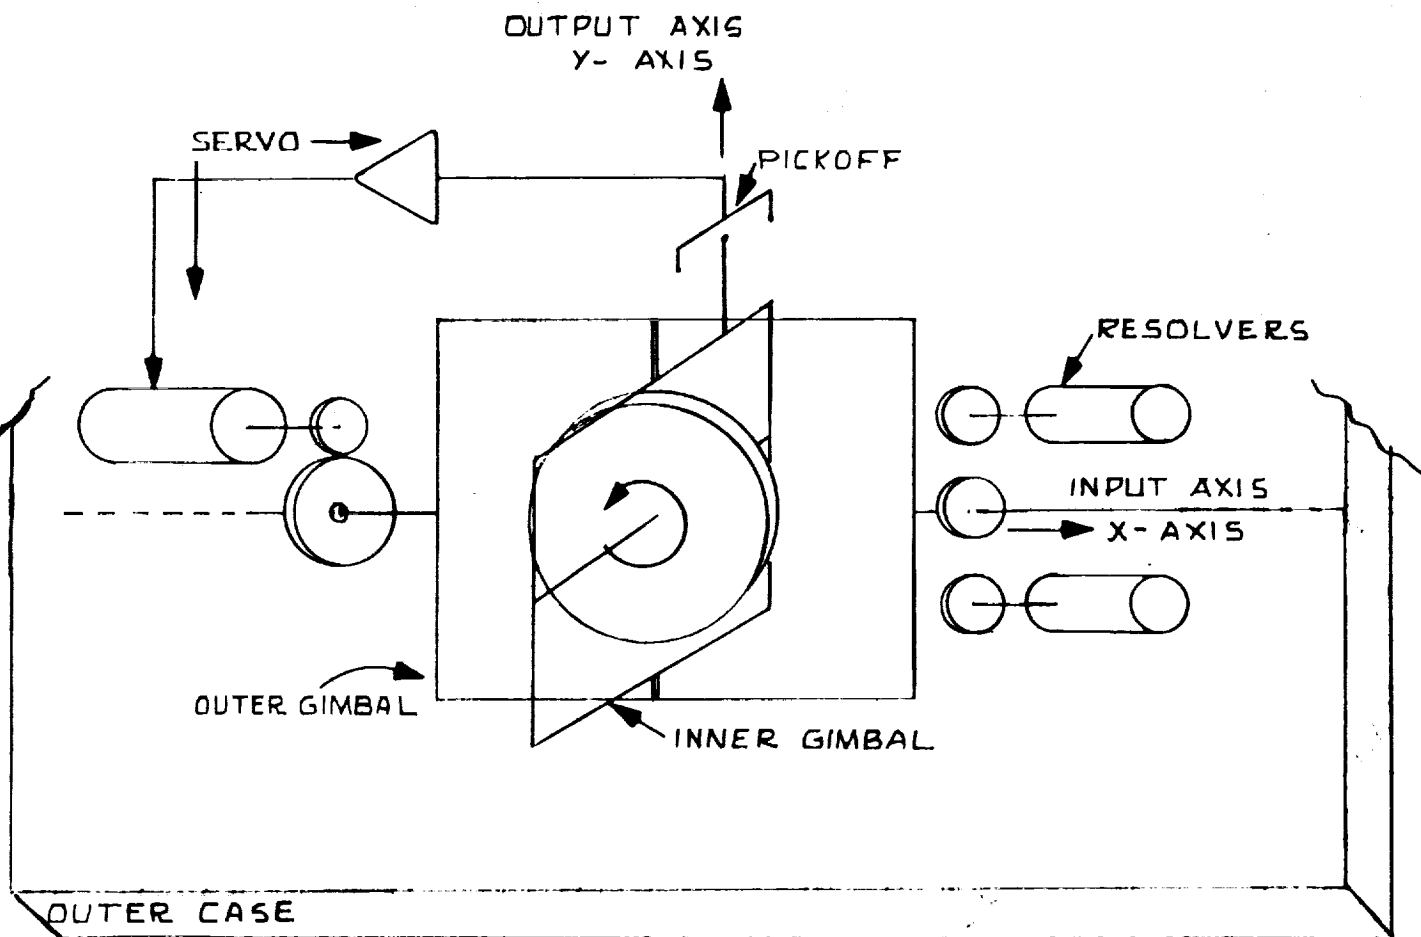 OUTPUT AXIS
Y- AXIS
SERVO
PICKOFF
RESOLVERS
INPUT AXIS
X- AXIS
OUTER GIMBAL
INNER GIMBAL
OUTER CASE